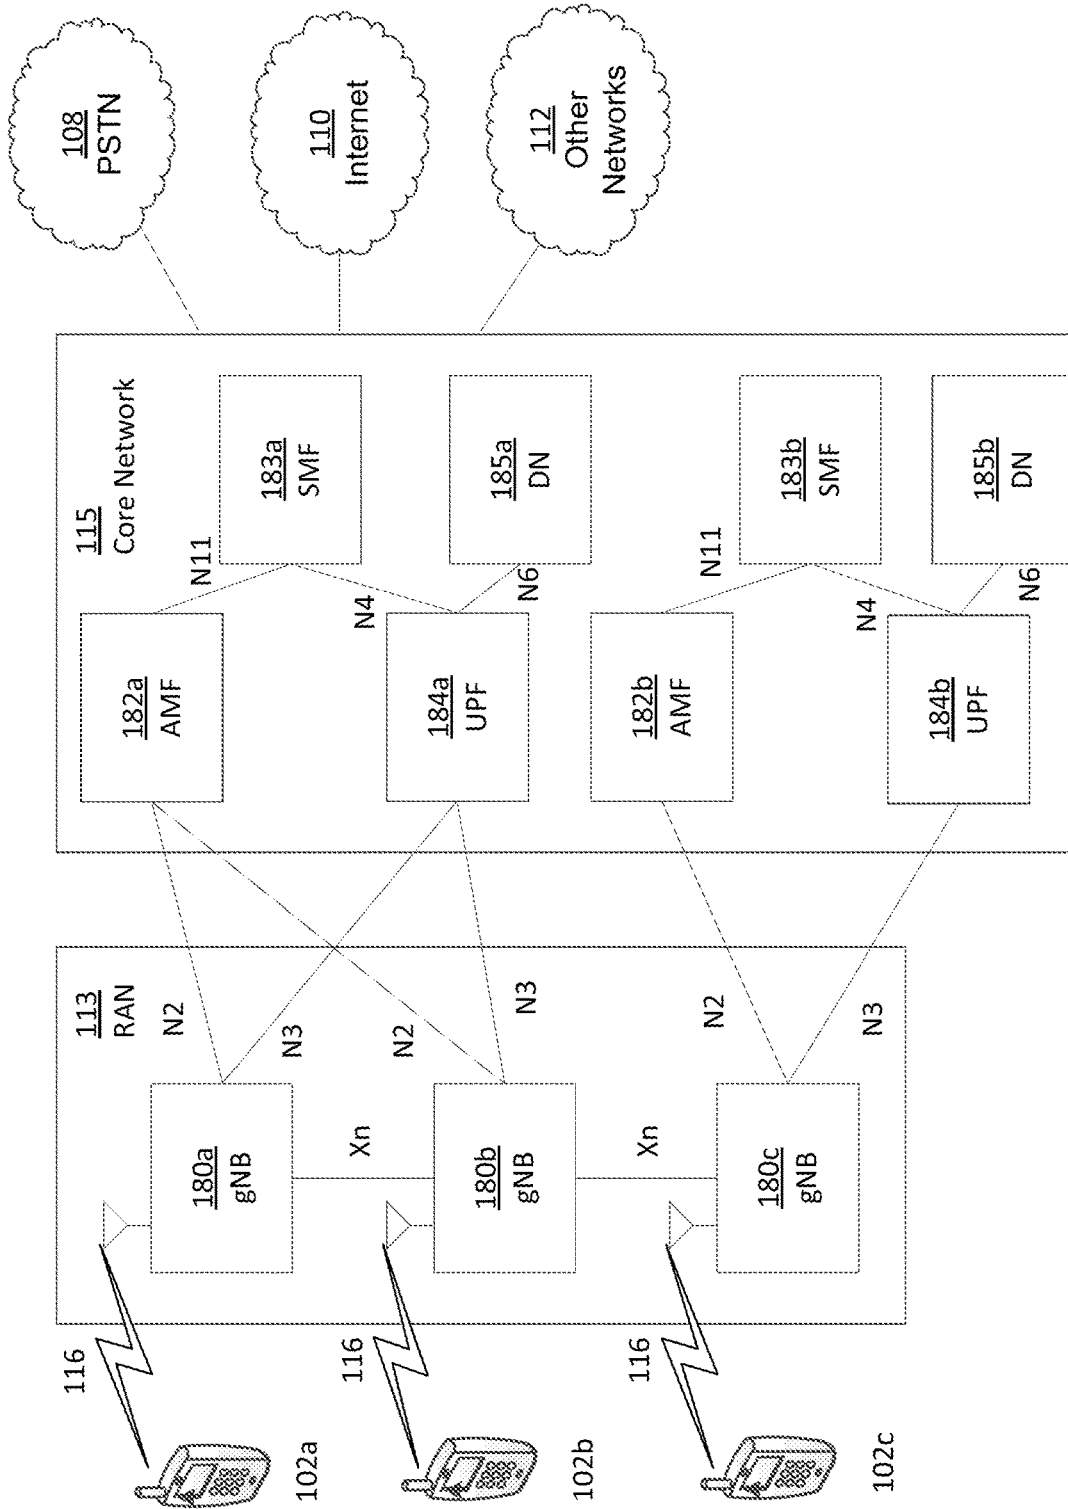 102a
116
102b
116
102c
116
113
RAN
180a
gNB
N2
N3
Xn
180b
gNB
N2
N3
Xn
180c
gNB
N2
N3
115
Core Network
182a
AMF
N11
183a
SMF
N4
184a
UPF
N6
185a
DN
182b
AMF
N11
183b
SMF
N4
184b
UPF
N6
185b
DN
108
PSTN
110
Internet
112
Other
Networks